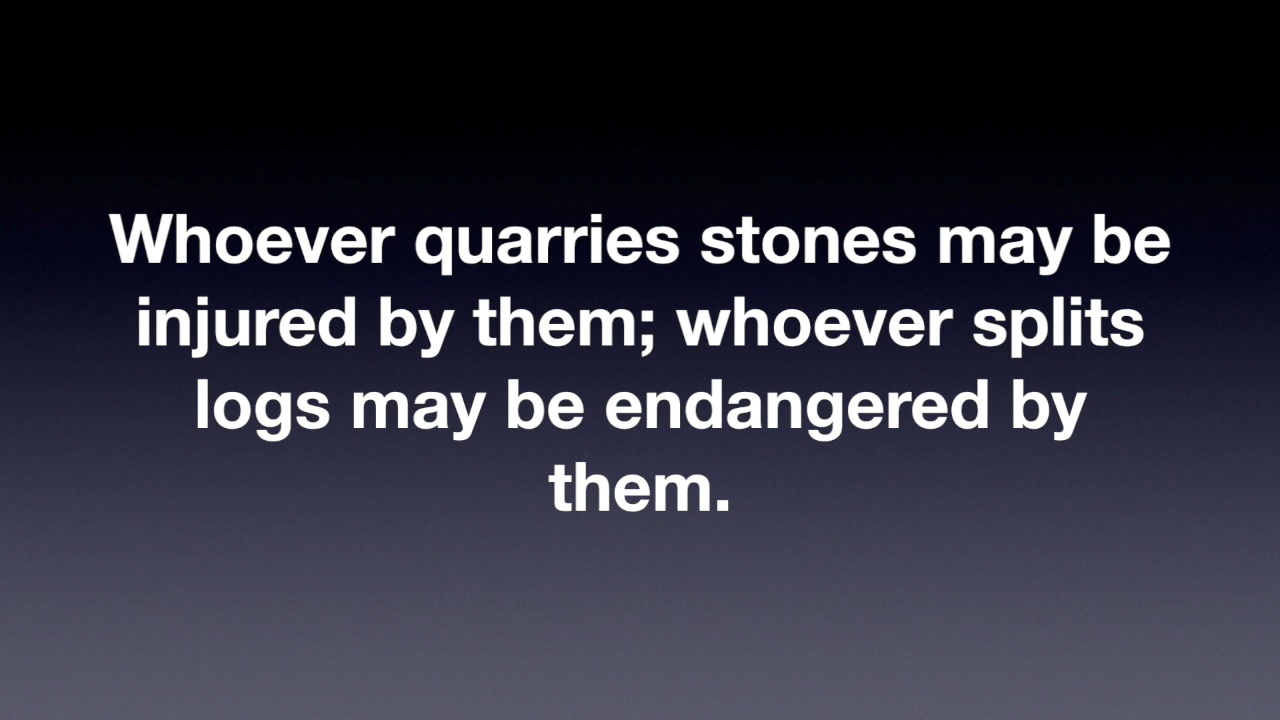 Whoever quarries stones may be
injured by them; whoever splits
logs may be endangered by
them.